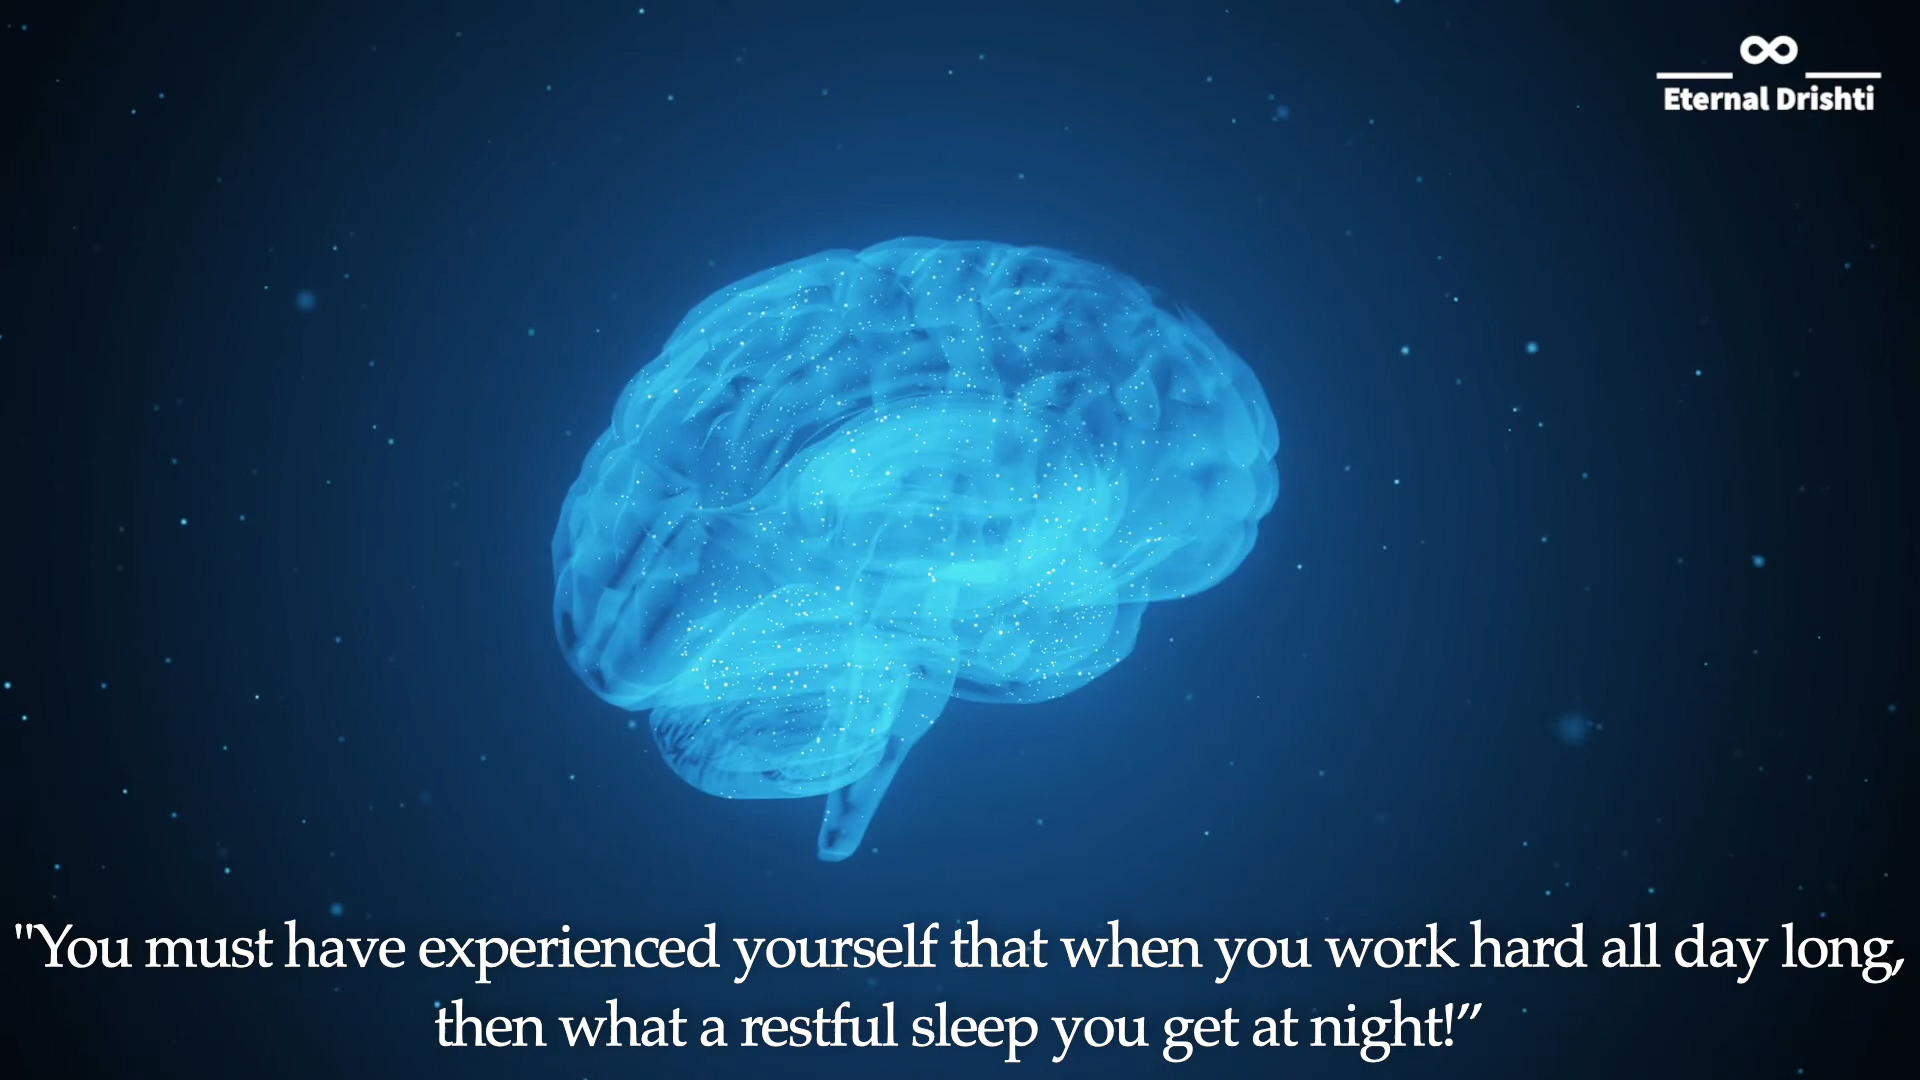 Eternal Drishti
"You must have experienced yourself that when you work hard all day long,
then what a restful sleep you get at night!”